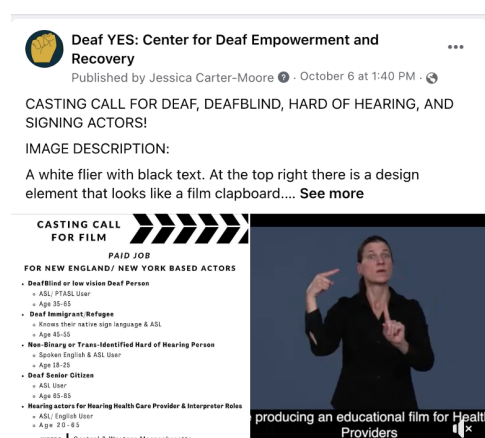 Deaf YES: Center for Deaf Empowerment and
Recovery
Published by Jessica Carter-Moore · October 6 at 1:40 PM ·
CASTING CALL FOR DEAF, DEAFBLIND, HARD OF HEARING, AND
SIGNING ACTORS!
IMAGE DESCRIPTION:
A white flier with black text. At the top right there is a design
element that looks like a film clapboard.... See more
CASTING CALL
FOR FILM
PAID JOB
FOR NEW ENGLAND/ NEW YORK BASED ACTORS
• DeafBlind or low vision Deaf Person
ASL/ PTASL User
Age 35-65
• Deaf Immigrant/Refugee
Knows their native sign language & ASL
Age 45-55
• Non-Binary or Trans-Identified Hard of Hearing Person
Spoken English & ASL User
Age 18-25
• Deaf Senior Citizen
ASL User
Age 65-85
• Hearing actors for Hearing Health Care Provider & Interpreter Roles
ASL/ English User
Age 20-65
producing an educational film for Healt
Providers